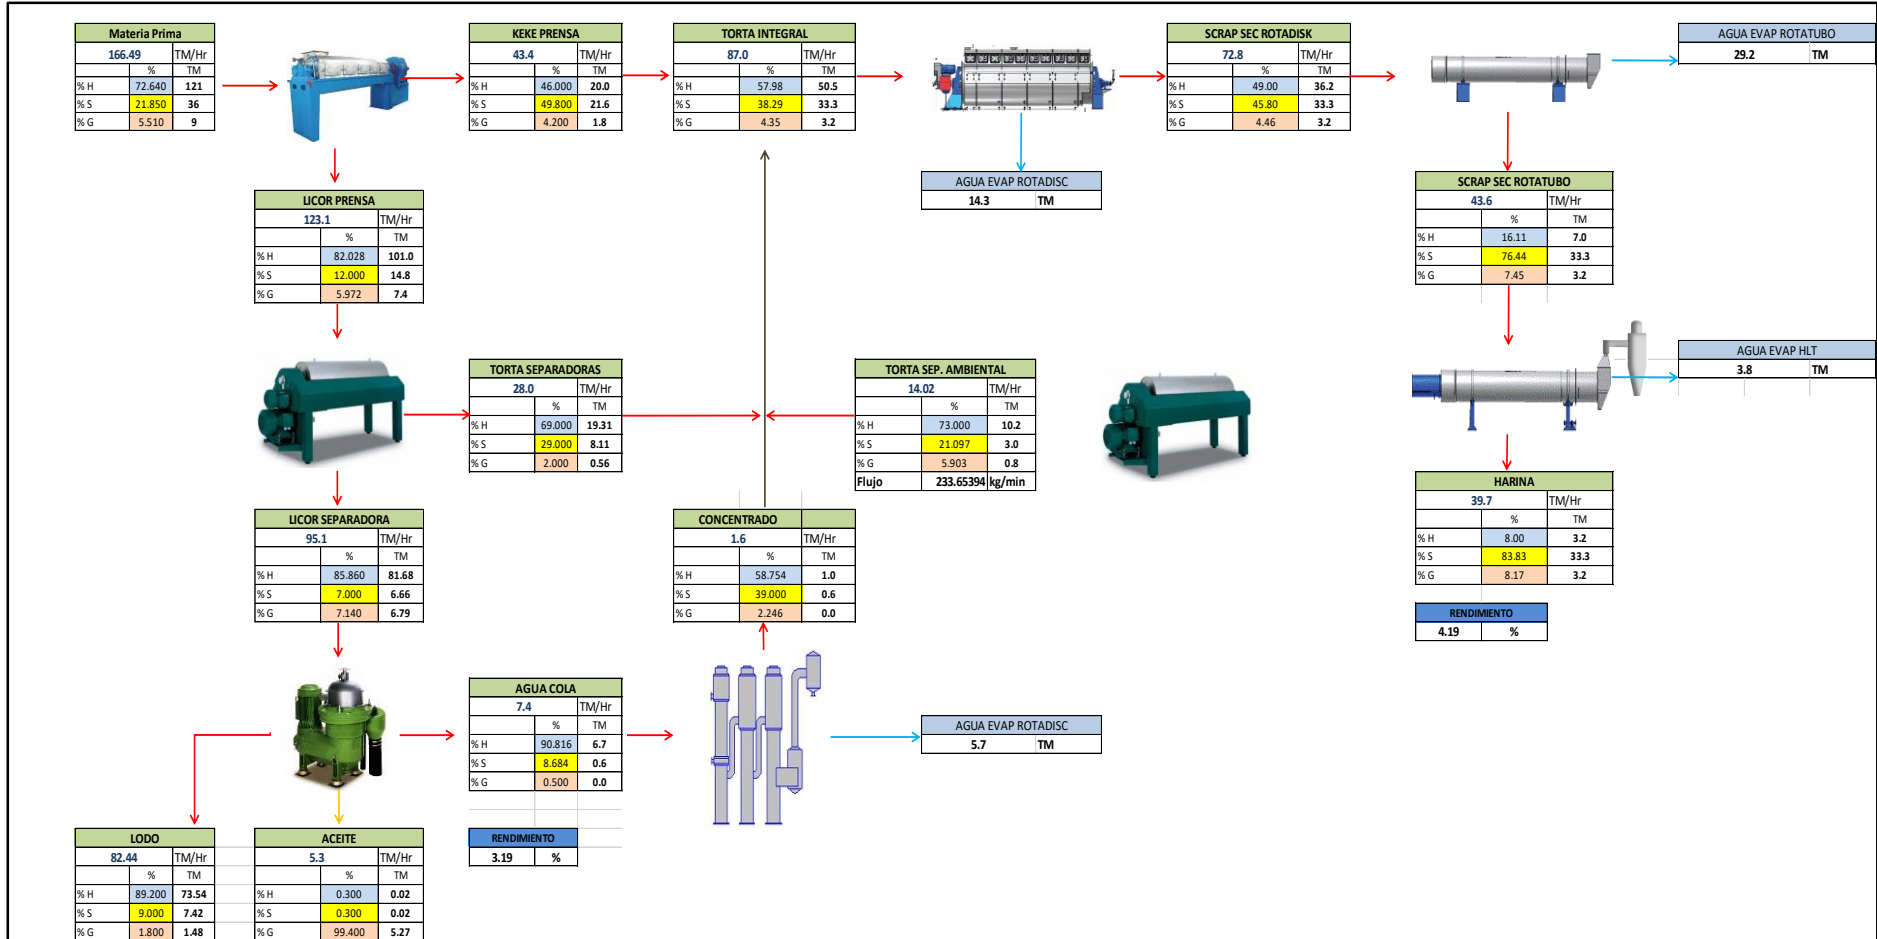 Materia Prima
166.49 TM/Hr
% TM
% H 72.640 121
% S 21.850 36
% G 5.510 9
KEKE PRENSA
43.4 TM/Hr
% TM
% H 46.000 20.0
% S 49.800 21.6
% G 4.200 1.8
TORTA INTEGRAL
87.0 TM/Hr
% TM
% H 57.98 50.5
% S 38.29 33.3
% G 4.35 3.2
SCRAP SEC ROTADISK
72.8 TM/Hr
% TM
% H 49.00 36.2
% S 45.80 33.3
% G 4.46 3.2
AGUA EVAP ROTATUBO
29.2 TM
AGUA EVAP ROTADISC
14.3 TM
LICOR PRENSA
123.1 TM/Hr
% TM
% H 82.028 101.0
% S 12.000 14.8
% G 5.972 7.4
SCRAP SEC ROTATUBO
43.6 TM/Hr
% TM
% H 16.11 7.0
% S 76.44 33.3
% G 7.45 3.2
TORTA SEPARADORAS
28.0 TM/Hr
% TM
% H 69.000 19.31
% S 29.000 8.11
% G 2.000 0.56
TORTA SEP. AMBIENTAL
14.02 TM/Hr
% TM
% H 73.000 10.2
% S 21.097 3.0
% G 5.903 0.8
Flujo 233.65394 kg/min
AGUA EVAP HLT
3.8 TM
LICOR SEPARADORA
95.1 TM/Hr
% TM
% H 85.860 81.68
% S 7.000 6.66
% G 7.140 6.79
CONCENTRADO
1.6 TM/Hr
% TM
% H 58.754 1.0
% S 39.000 0.6
% G 2.246 0.0
HARINA
39.7 TM/Hr
% TM
% H 8.00 3.2
% S 83.83 33.3
% G 8.17 3.2
RENDIMIENTO
4.19 %
AGUA COLA
7.4 TM/Hr
% TM
% H 90.816 6.7
% S 8.684 0.6
% G 0.500 0.0
AGUA EVAP ROTADISC
5.7 TM
RENDIMIENTO
3.19 %
LODO
82.44 TM/Hr
% TM
% H 89.200 73.54
% S 9.000 7.42
% G 1.800 1.48
ACEITE
5.3 TM/Hr
% TM
% H 0.300 0.02
% S 0.300 0.02
% G 99.400 5.27